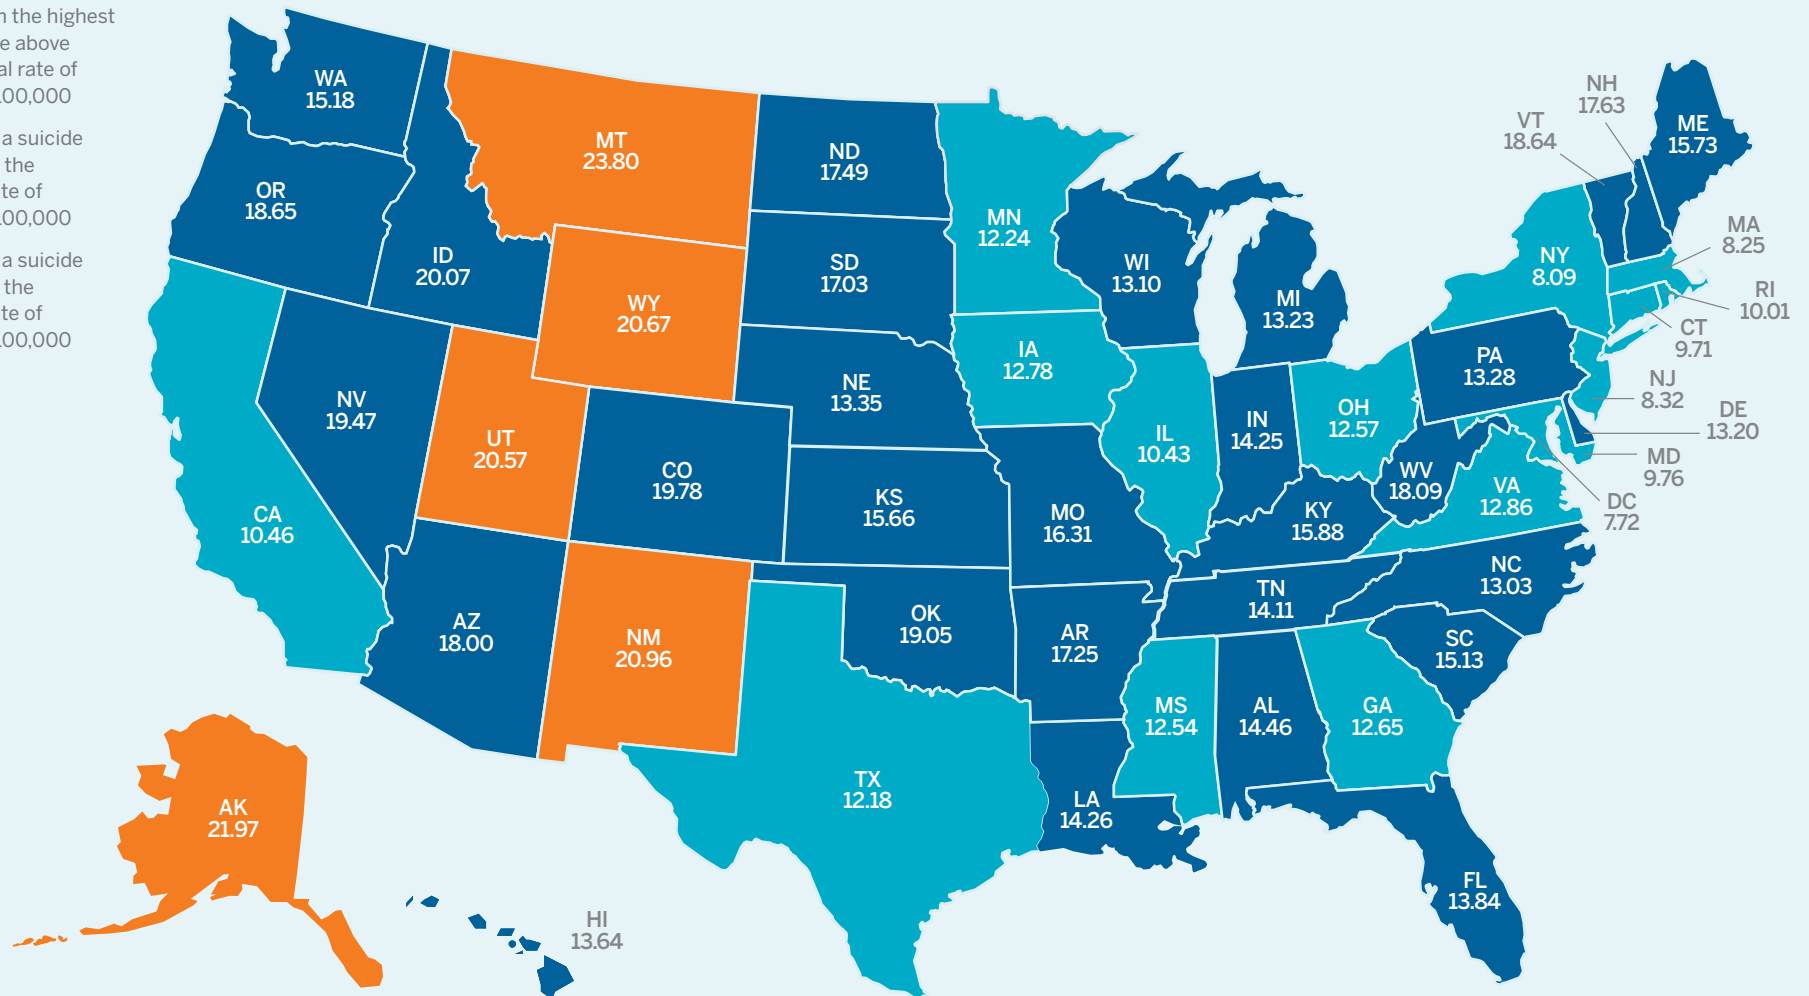 the highest
e above
al rate of
100,000
a suicide
the
te of
100,000
a suicide
the
te of
100,000
WA
15.18
OR
18.65
ID
20.07
MT
23.80
ND
17.49
MN
12.24
SD
17.03
WY
20.67
WI
13.10
MI
13.23
NH
17.63
VT
18.64
ME
15.73
MA
8.25
NY
8.09
RI
10.01
CT
9.71
NV
19.47
UT
20.57
NE
13.35
IA
12.78
PA
13.28
NJ
8.32
DE
13.20
MD
9.76
DC
7.72
CO
19.78
KS
15.66
MO
16.31
IL
10.43
IN
14.25
OH
12.57
WV
18.09
VA
12.86
KY
15.88
CA
10.46
AZ
18.00
NM
20.96
OK
19.05
AR
17.25
TN
14.11
NC
13.03
SC
15.13
MS
12.54
AL
14.46
GA
12.65
TX
12.18
LA
14.26
FL
13.84
AK
21.97
HI
13.64